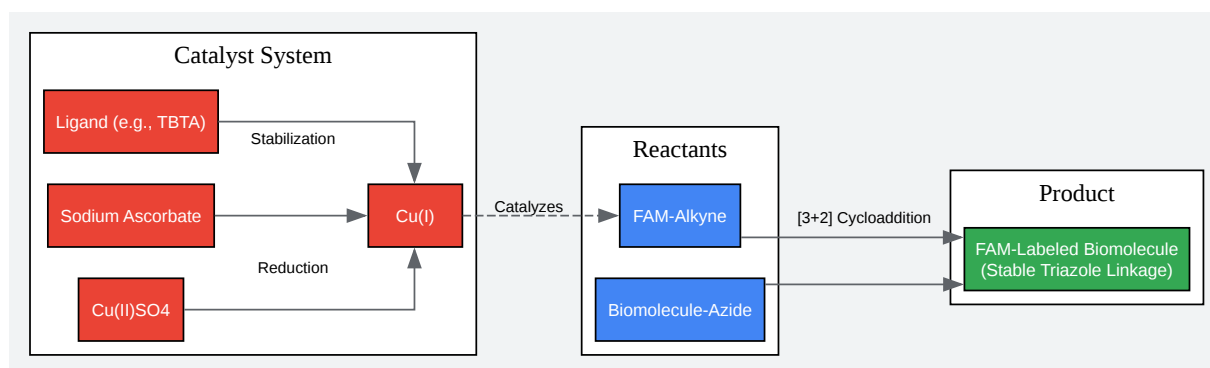 Catalyst System
Ligand (e.g., TBTA)
Stabilization
Sodium Ascorbate
Cu(I)
Reduction
Cu(II)SO4
Catalyzes
Reactants
FAM-Alkyne
Biomolecule-Azide
[3+2] Cycloaddition
Product
FAM-Labeled Biomolecule
(Stable Triazole Linkage)